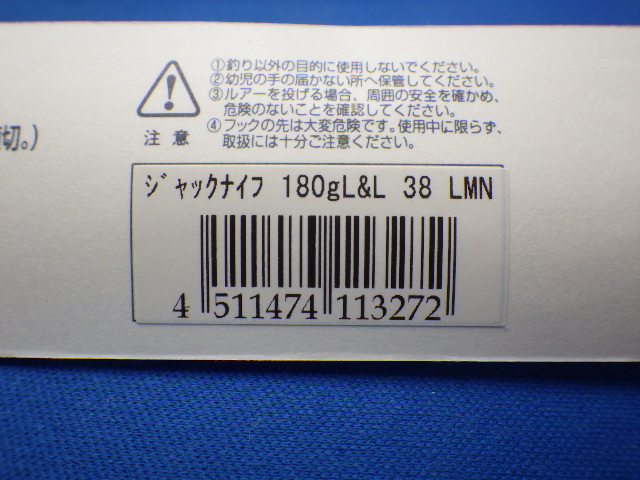 ①釣り以外の目的に使用しないでください。
②幼児の手の届かない所へ保管してください。
③ルアーを投げる場合、周囲の安全を確かめ、
危険のないことを確認してください。
④フックの先は大変危険です。使用中に限らず、
取扱には十分ご注意ください。
注意
切。)
ｼﾞｬｯｸﾅｲﾌ 180gL&L 38 LMN
4 511474 113272